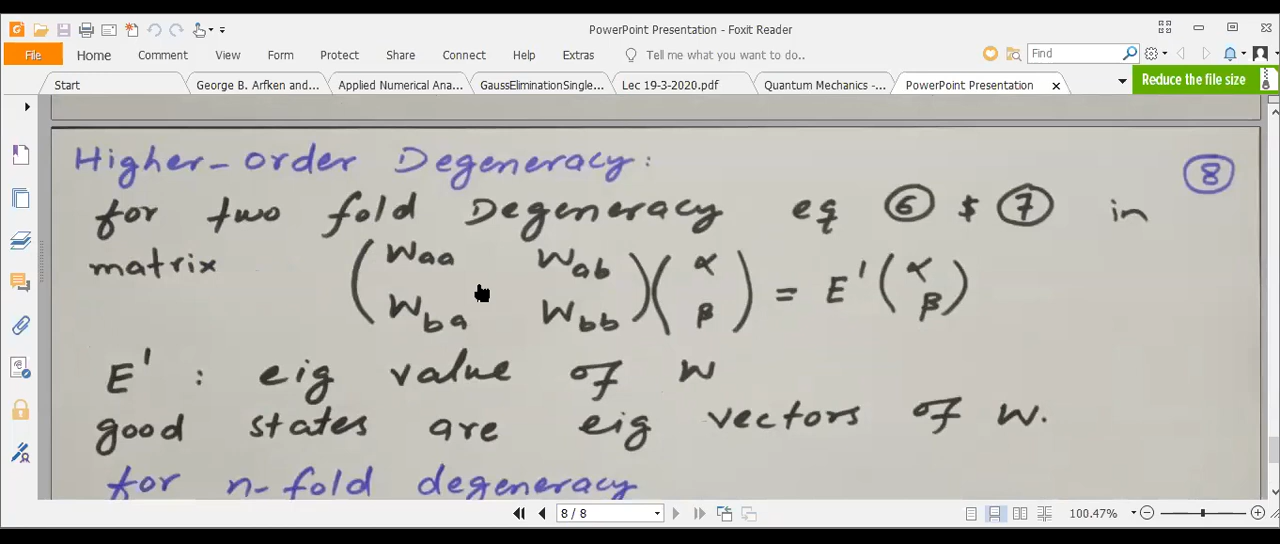 PowerPoint Presentation - Foxit Reader
File Home Comment View Form Protect Share Connect Help Extras Tell me what you want to do.. Find
Start George B. Arfken and... Applied Numerical Ana... GaussEliminationSingle... Lec 19-3-2020.pdf Quantum Mechanics -... PowerPoint Presentation Reduce the file size
Higher-order Degeneracy: 8
for two fold Degeneracy eq 6 $ 7 in
matrix (Waa Wab) (α) = E' (α)
(Wba Wbb) (β) (β)
E' : eig value of W
good states are eig vectors of W.
for n-fold degeneracy
8 / 8 100.47%